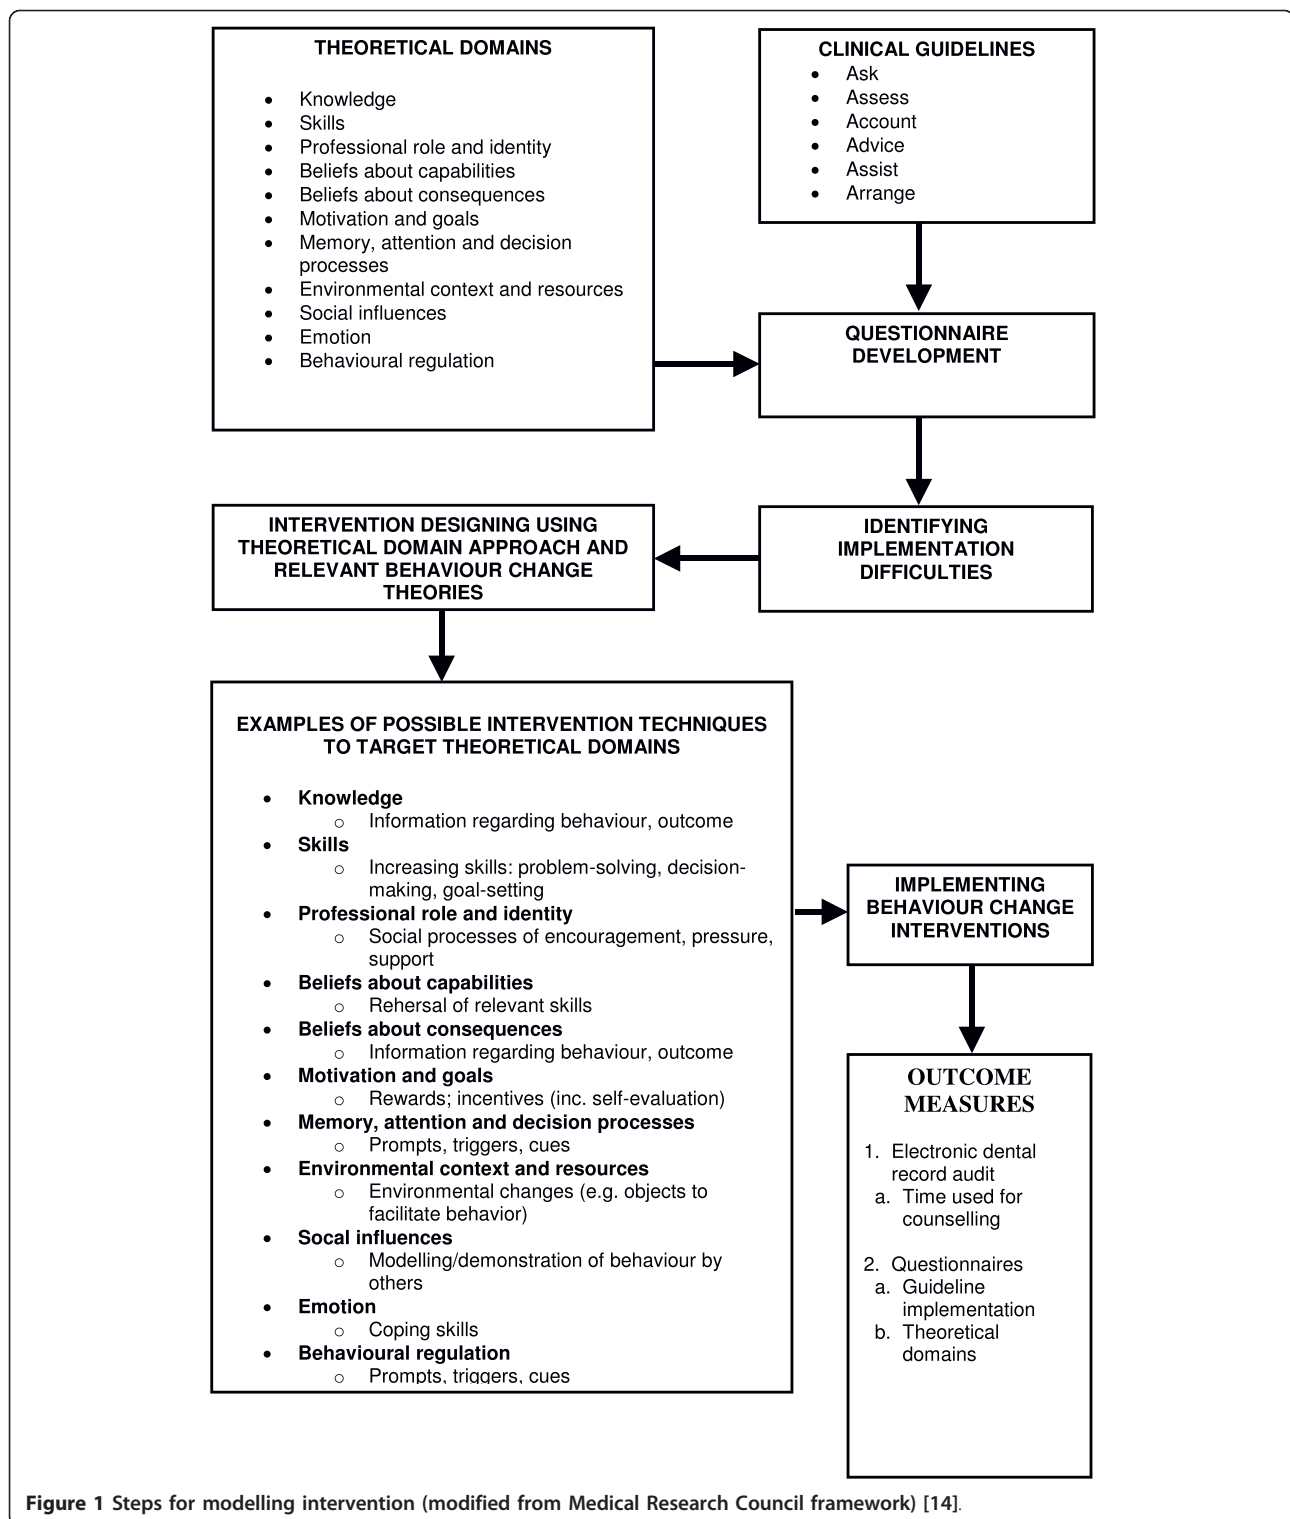 THEORETICAL DOMAINS
• Knowledge
• Skills
• Professional role and identity
• Beliefs about capabilities
• Beliefs about consequences
• Motivation and goals
• Memory, attention and decision
processes
• Environmental context and resources
• Social influences
• Emotion
• Behavioural regulation
CLINICAL GUIDELINES
• Ask
• Assess
• Account
• Advice
• Assist
• Arrange
QUESTIONNAIRE
DEVELOPMENT
IDENTIFYING
IMPLEMENTATION
DIFFICULTIES
INTERVENTION DESIGNING USING
THEORETICAL DOMAIN APPROACH AND
RELEVANT BEHAVIOUR CHANGE
THEORIES
EXAMPLES OF POSSIBLE INTERVENTION TECHNIQUES
TO TARGET THEORETICAL DOMAINS
• Knowledge
o Information regarding behaviour, outcome
• Skills
o Increasing skills: problem-solving, decision-
making, goal-setting
• Professional role and identity
o Social processes of encouragement, pressure,
support
• Beliefs about capabilities
o Rehersal of relevant skills
• Beliefs about consequences
o Information regarding behaviour, outcome
• Motivation and goals
o Rewards; incentives (inc. self-evaluation)
• Memory, attention and decision processes
o Prompts, triggers, cues
• Environmental context and resources
o Environmental changes (e.g. objects to
facilitate behavior)
• Socal influences
o Modelling/demonstration of behaviour by
others
• Emotion
o Coping skills
• Behavioural regulation
o Prompts, triggers, cues
IMPLEMENTING
BEHAVIOUR CHANGE
INTERVENTIONS
OUTCOME
MEASURES
1. Electronic dental
record audit
a. Time used for
counselling
2. Questionnaires
a. Guideline
implementation
b. Theoretical
domains
Figure 1 Steps for modelling intervention (modified from Medical Research Council framework) [14].